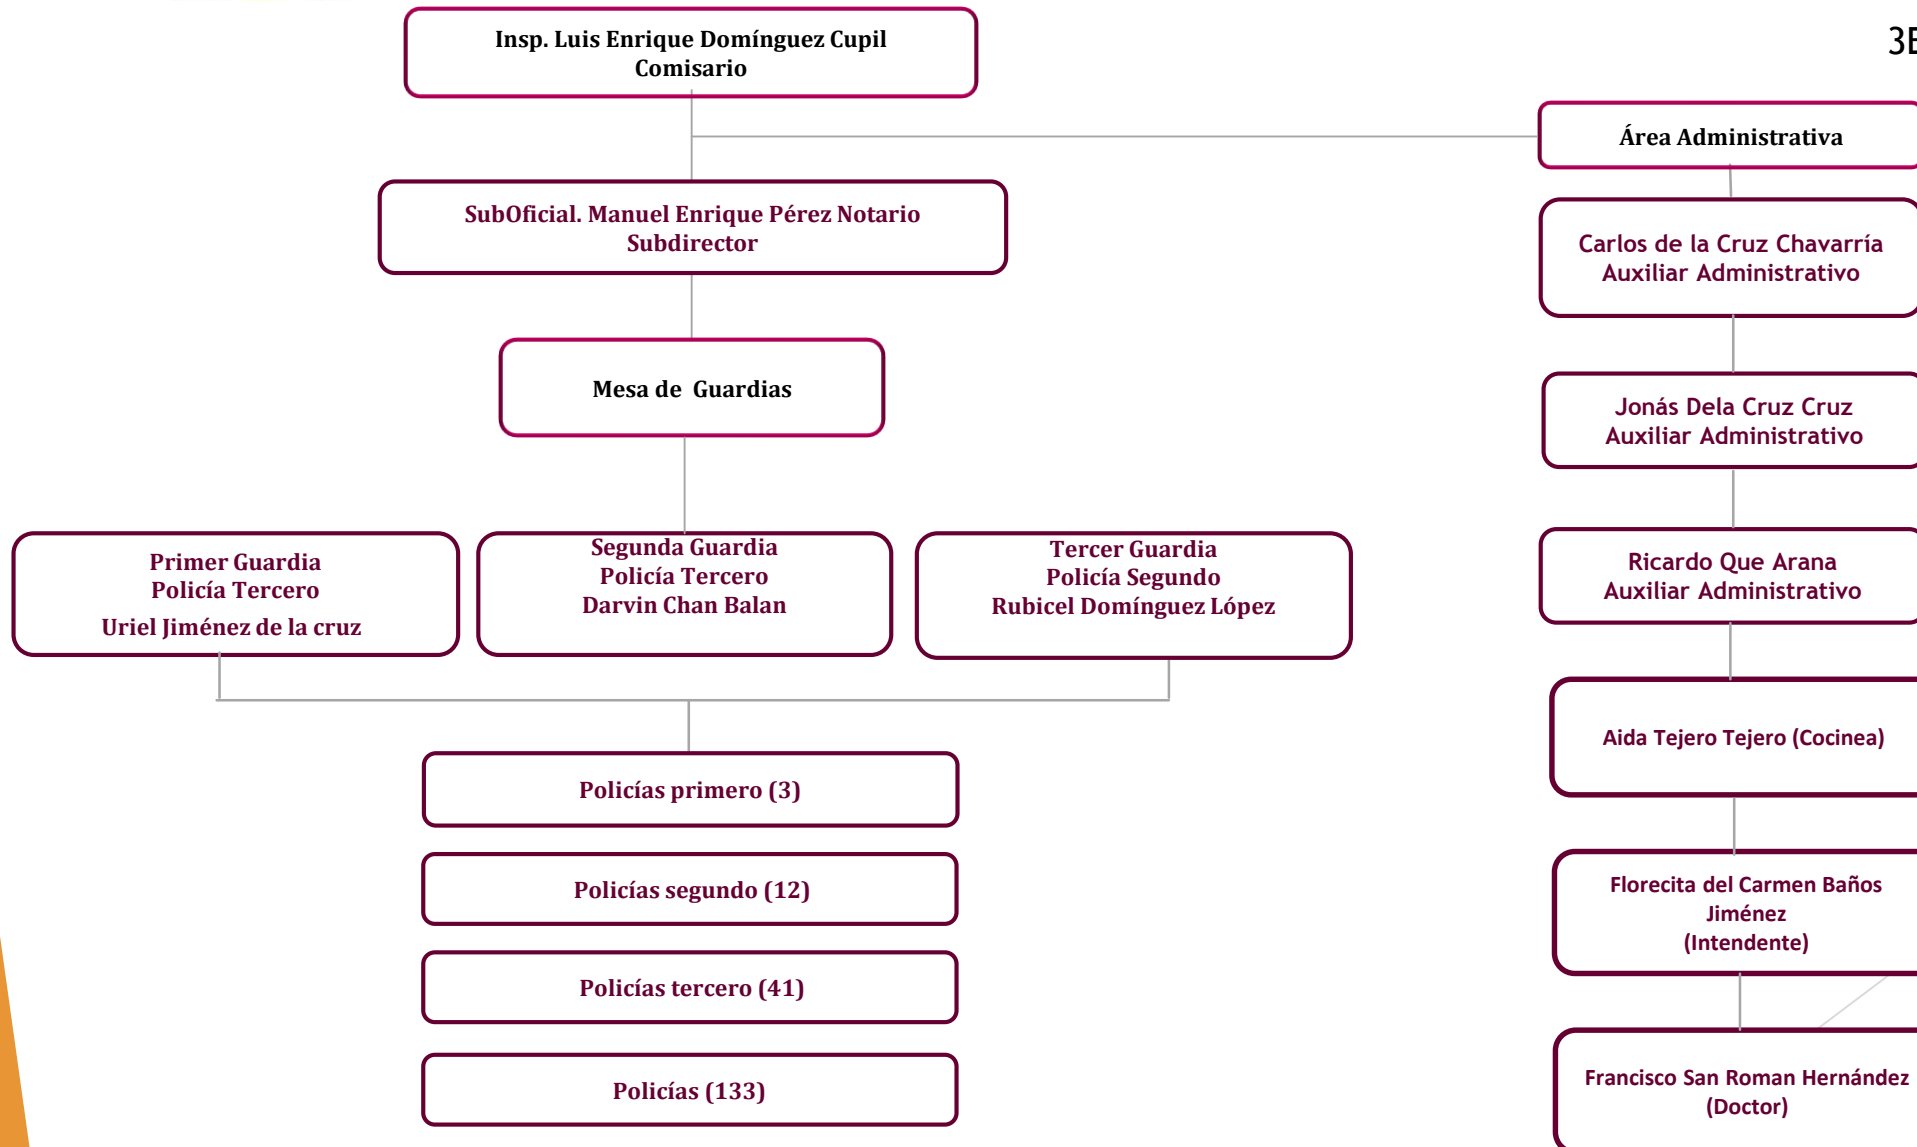 Insp. Luis Enrique Domínguez Cupil
Comisario
3E
Área Administrativa
SubOficial. Manuel Enrique Pérez Notario
Subdirector
Carlos de la Cruz Chavarría
Auxiliar Administrativo
Mesa de  Guardias
Jonás Dela Cruz Cruz
Auxiliar Administrativo
Primer Guardia
Policía Tercero
Uriel Jiménez de la cruz
Segunda Guardia
Policía Tercero
Darvin Chan Balan
Tercer Guardia
Policía Segundo
Rubicel Domínguez López
Ricardo Que Arana
Auxiliar Administrativo
Aida Tejero Tejero (Cocinea)
Policías primero (3)
Policías segundo (12)
Florecita del Carmen Baños
Jiménez
(Intendente)
Policías tercero (41)
Policías (133)
Francisco San Roman Hernández
(Doctor)